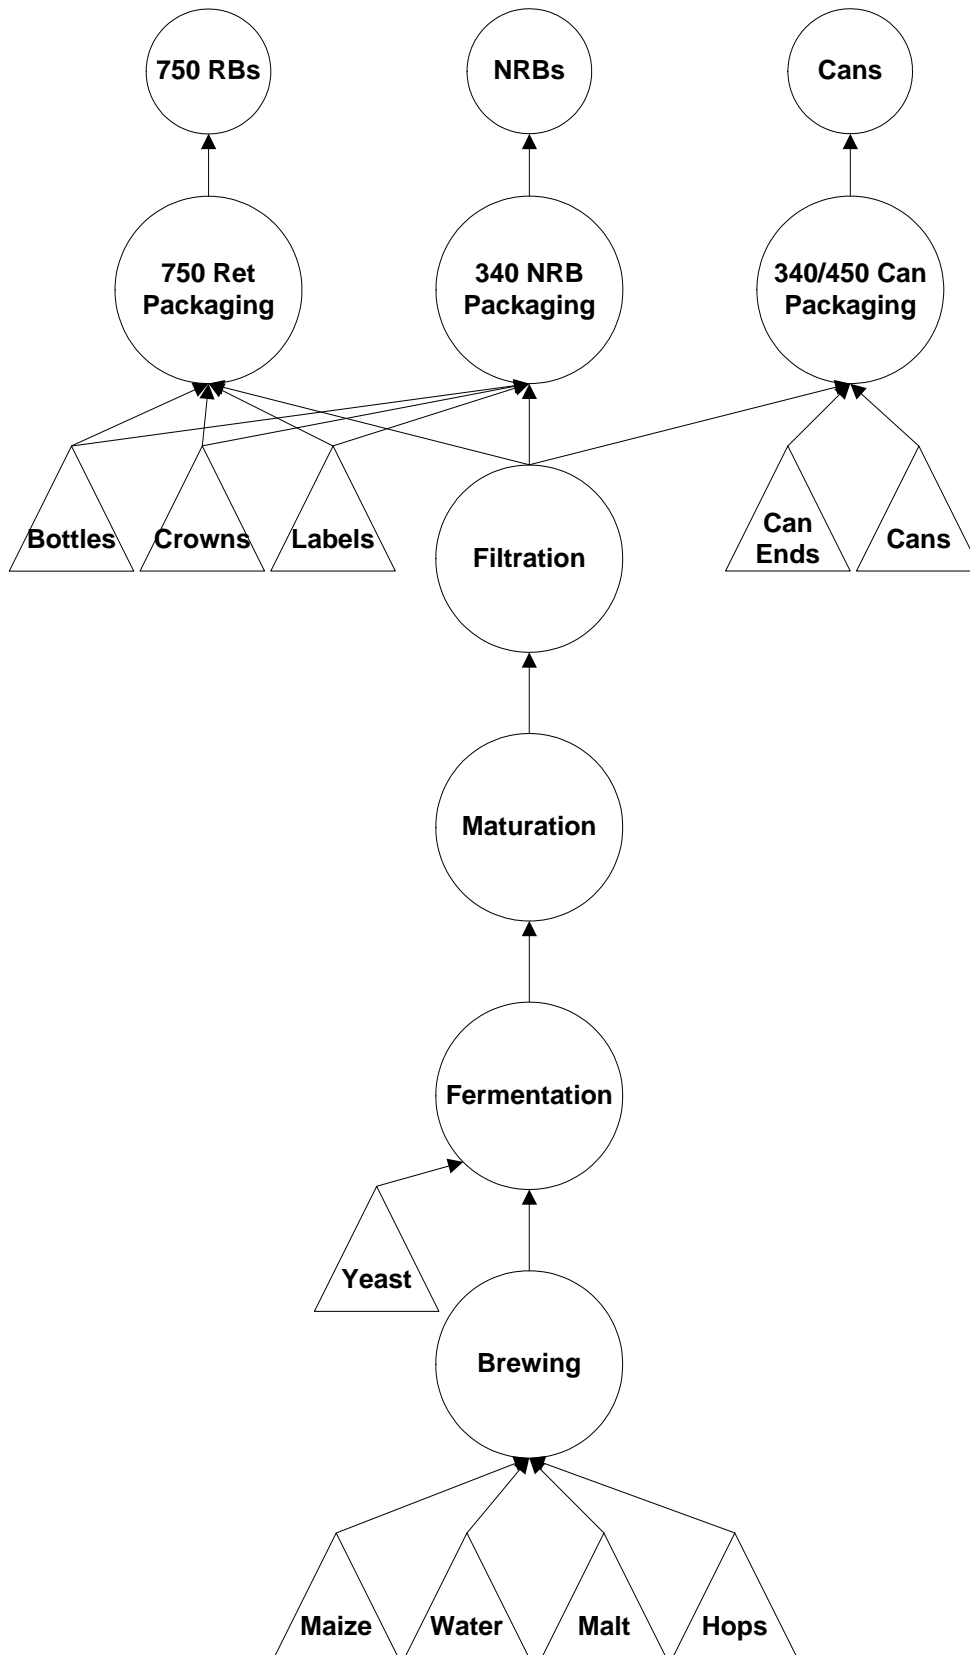 750 RBs
NRBs
Cans
750 Ret
Packaging
340 NRB
Packaging
340/450 Can
Packaging
Bottles
Crowns
Labels
Filtration
Can
Ends
Cans
Maturation
Fermentation
Yeast
Brewing
Maize
Water
Malt
Hops